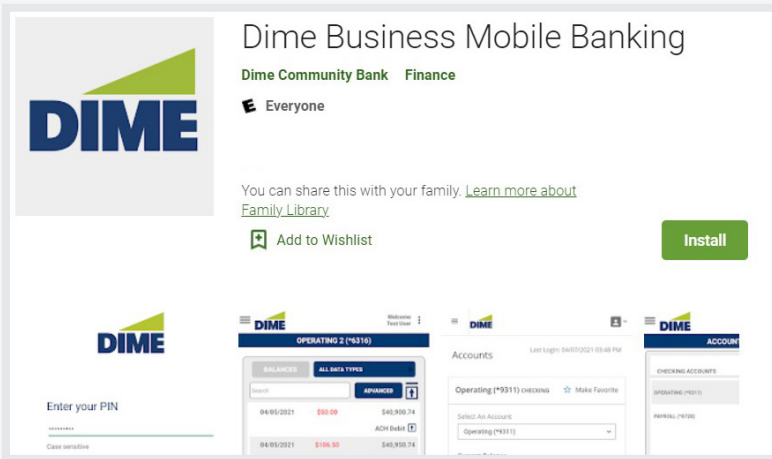 Dime Business Mobile Banking
Dime Community Bank Finance
E Everyone
DIME
You can share this with your family. Learn more about
Family Library
Add to Wishlist
Install
DIME
Enter your PIN
Case sensitive
DIME
Welcome
Test User
OPERATING 2 (*6316)
BALANCES ALL DATA TYPES
Search ADVANCED
04/05/2021 $50.00 $40,900.74
ACH Debit
04/05/2021 $106.50 $40,950.74
DIME
Accounts Last Login: 04/07/2021 03:48 PM
Operating (*9311) CHECKING Make Favorite
Select An Account
Operating (*6311)
DIME
ACCOUN
CHECKING ACCOUNTS
OPERATING (*9311)
PAYROLL (*6720)